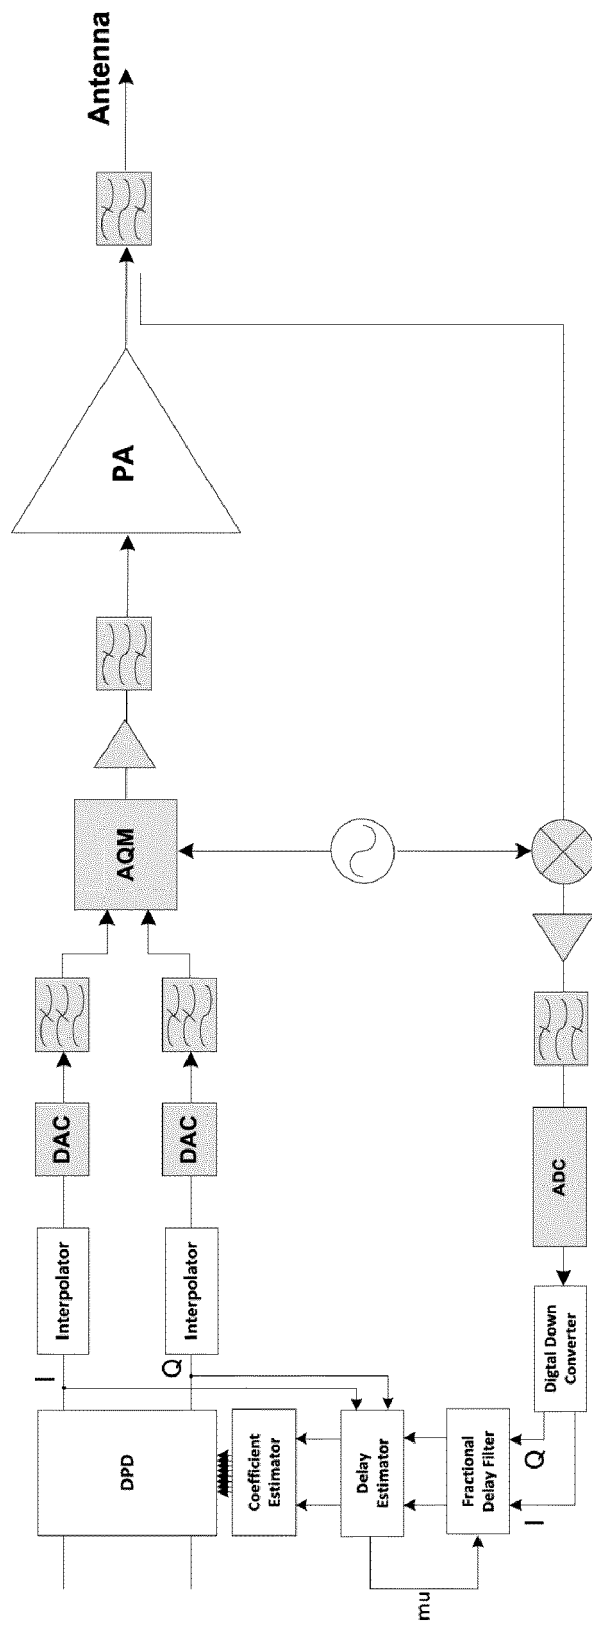 DPD
I
Q
Interpolator
Interpolator
DAC
DAC
AQM
PA
Antenna
Coefficient
Estimator
Delay
Estimator
mu
Fractional
Delay Filter
I
Q
Digtal Down
Converter
ADC